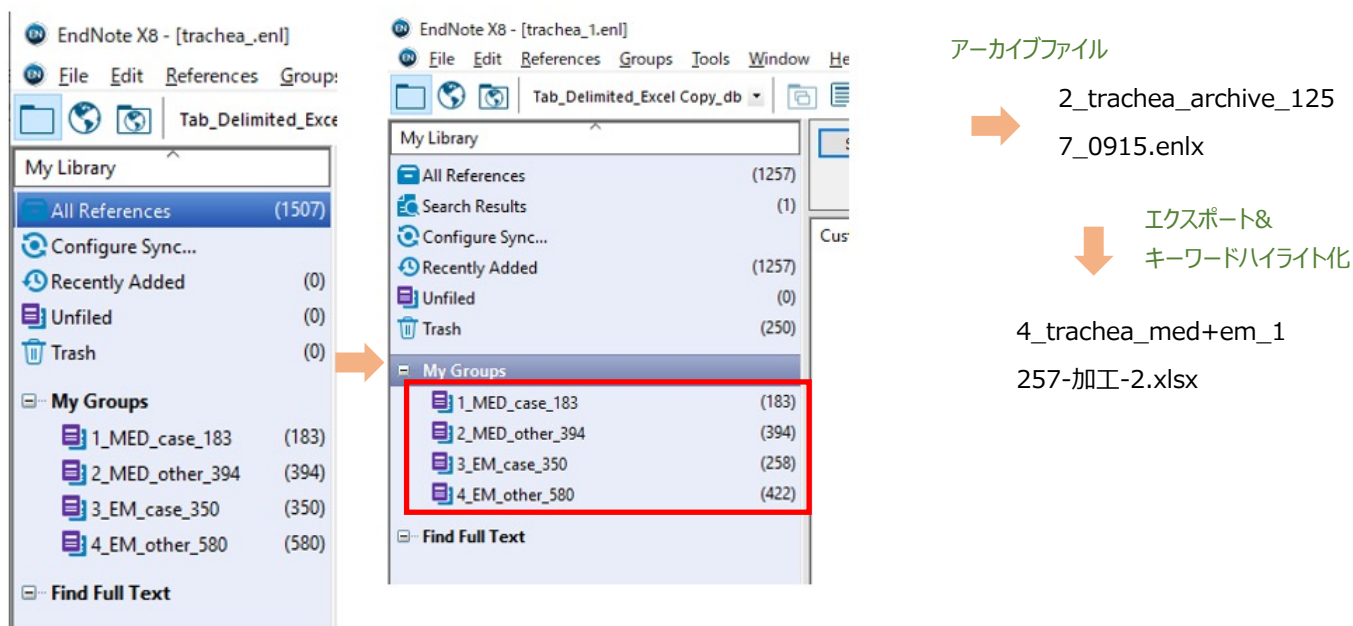 EndNote X8 - [trachea_.enl]
File Edit References Group
Tab_Delimited_Exce
My Library
All References (1507)
Configure Sync...
Recently Added (0)
Unfiled (0)
Trash (0)
My Groups
1_MED_case_183 (183)
2_MED_other_394 (394)
3_EM_case_350 (350)
4_EM_other_580 (580)
Find Full Text
EndNote X8 - [trachea_1.enl]
File Edit References Groups Tools Window He
Tab_Delimited_Excel Copy_db
My Library
All References (1257)
Search Results (1)
Configure Sync...
Recently Added (1257)
Unfiled (0)
Trash (250)
My Groups
1_MED_case_183 (183)
2_MED_other_394 (394)
3_EM_case_350 (258)
4_EM_other_580 (422)
Find Full Text
Cus
アーカイブファイル
2_trachea_archive_125
7_0915.enlx
エクスポート&
キーワードハイライト化
4_trachea_med+em_1
257-加工-2.xlsx